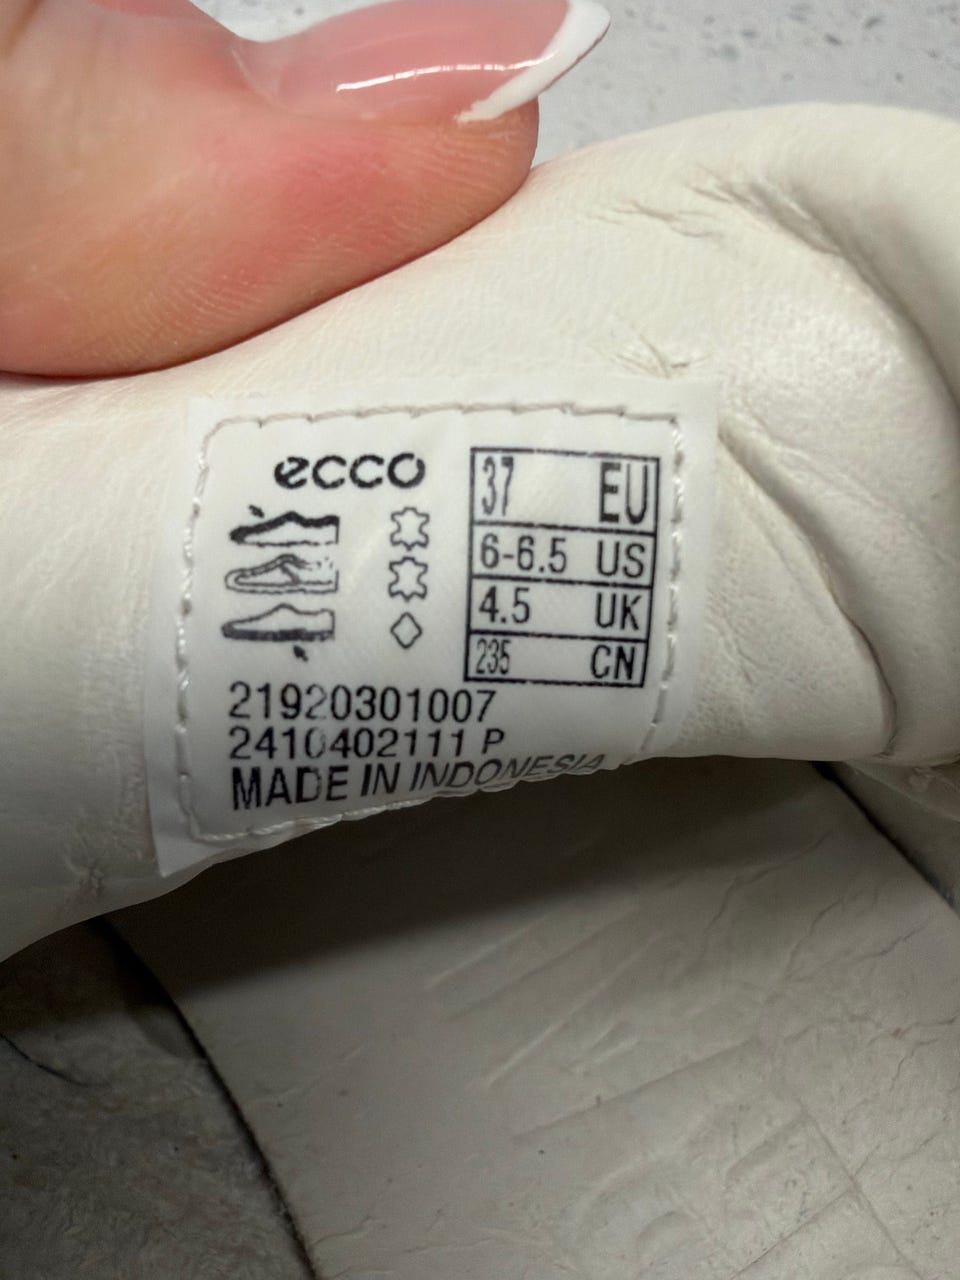 ecco
37 EU
6-6.5 US
4.5 UK
235 CN
21920301007
2410402111 P
MADE IN INDONESIA